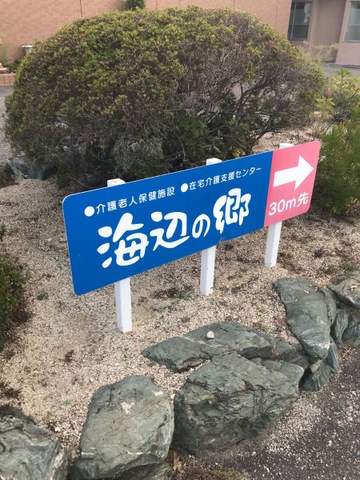 ●介護老人保健施設 ●在宅介護支援センター
海辺の郷
30m先